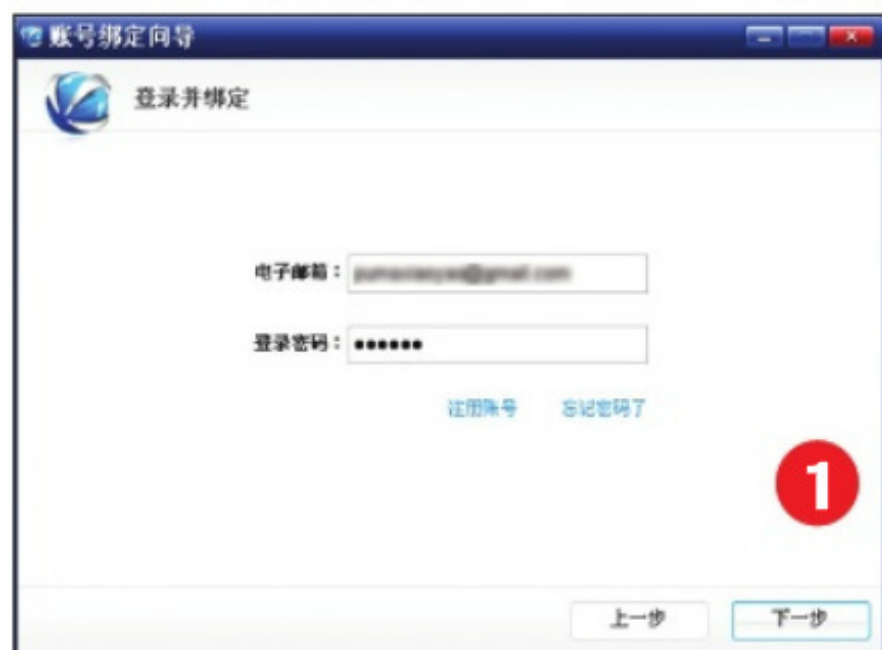 账号绑定向导
登录并绑定
电子邮箱：
登录密码：●●●●●●
注册账号 忘记密码了
1
上一步 下一步